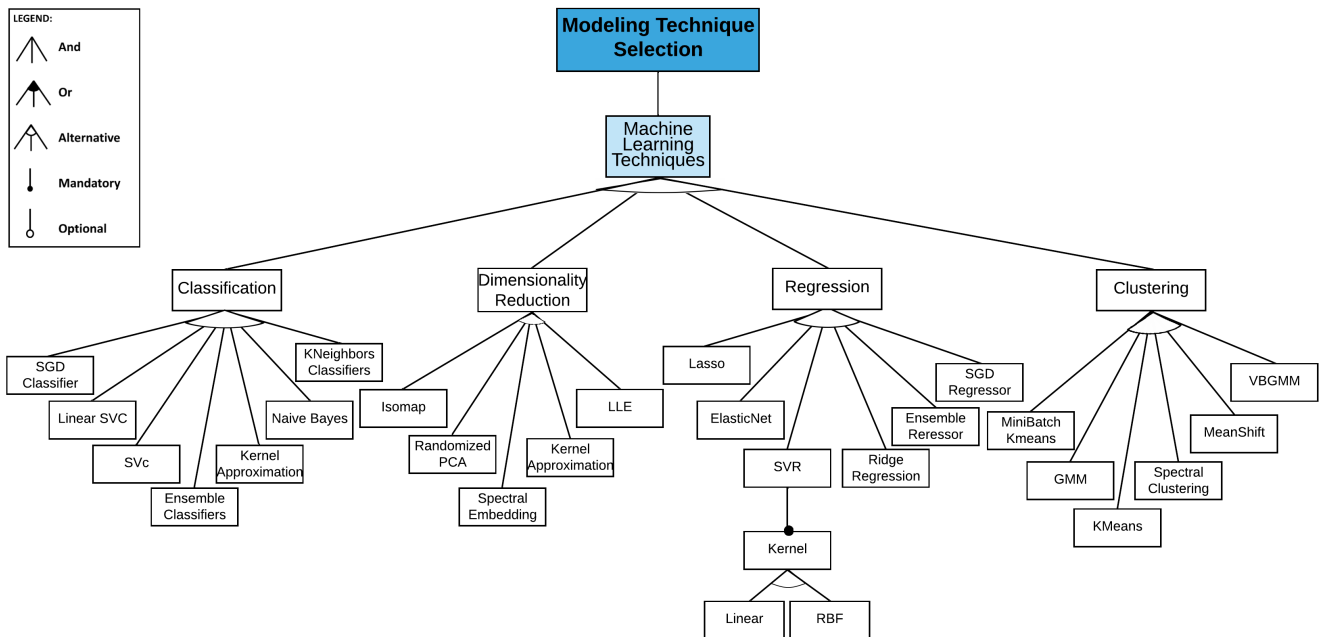 LEGEND:
And
Or
Alternative
Mandatory
Optional
Modeling Technique
Selection
Machine
Learning
Techniques
Classification
Dimensionality
Reduction
Regression
Clustering
SGD
Classifier
Linear SVC
SVc
Ensemble
Classifiers
Kernel
Approximation
Naive Bayes
KNeighbors
Classifiers
Isomap
Randomized
PCA
Spectral
Embedding
Kernel
Approximation
LLE
Lasso
ElasticNet
SVR
Ridge
Regression
Ensemble
Reressor
SGD
Regressor
Kernel
Linear
RBF
MiniBatch
Kmeans
GMM
KMeans
Spectral
Clustering
MeanShift
VBGMM